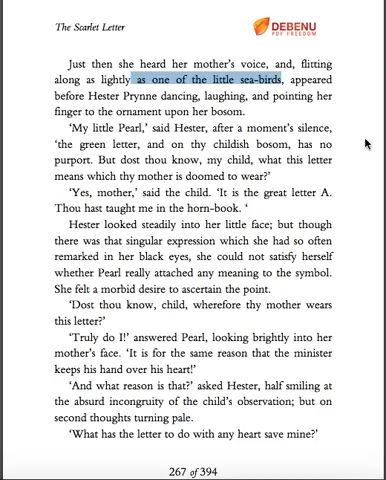 The Scarlet Letter
DEBENU
PDF FREEDOM
Just then she heard her mother's voice, and, flitting
along as lightly as one of the little sea-birds, appeared
before Hester Prynne dancing, laughing, and pointing her
finger to the ornament upon her bosom.
'My little Pearl,' said Hester, after a moment's silence,
'the green letter, and on thy childish bosom, has no
purport. But dost thou know, my child, what this letter
means which thy mother is doomed to wear?'
'Yes, mother,' said the child. 'It is the great letter A.
Thou hast taught me in the horn-book. '
Hester looked steadily into her little face; but though
there was that singular expression which she had so often
remarked in her black eyes, she could not satisfy herself
whether Pearl really attached any meaning to the symbol.
She felt a morbid desire to ascertain the point.
'Dost thou know, child, wherefore thy mother wears
this letter?'
'Truly do I!' answered Pearl, looking brightly into her
mother's face. 'It is for the same reason that the minister
keeps his hand over his heart!'
'And what reason is that?' asked Hester, half smiling at
the absurd incongruity of the child's observation; but on
second thoughts turning pale.
'What has the letter to do with any heart save mine?'
267 of 394